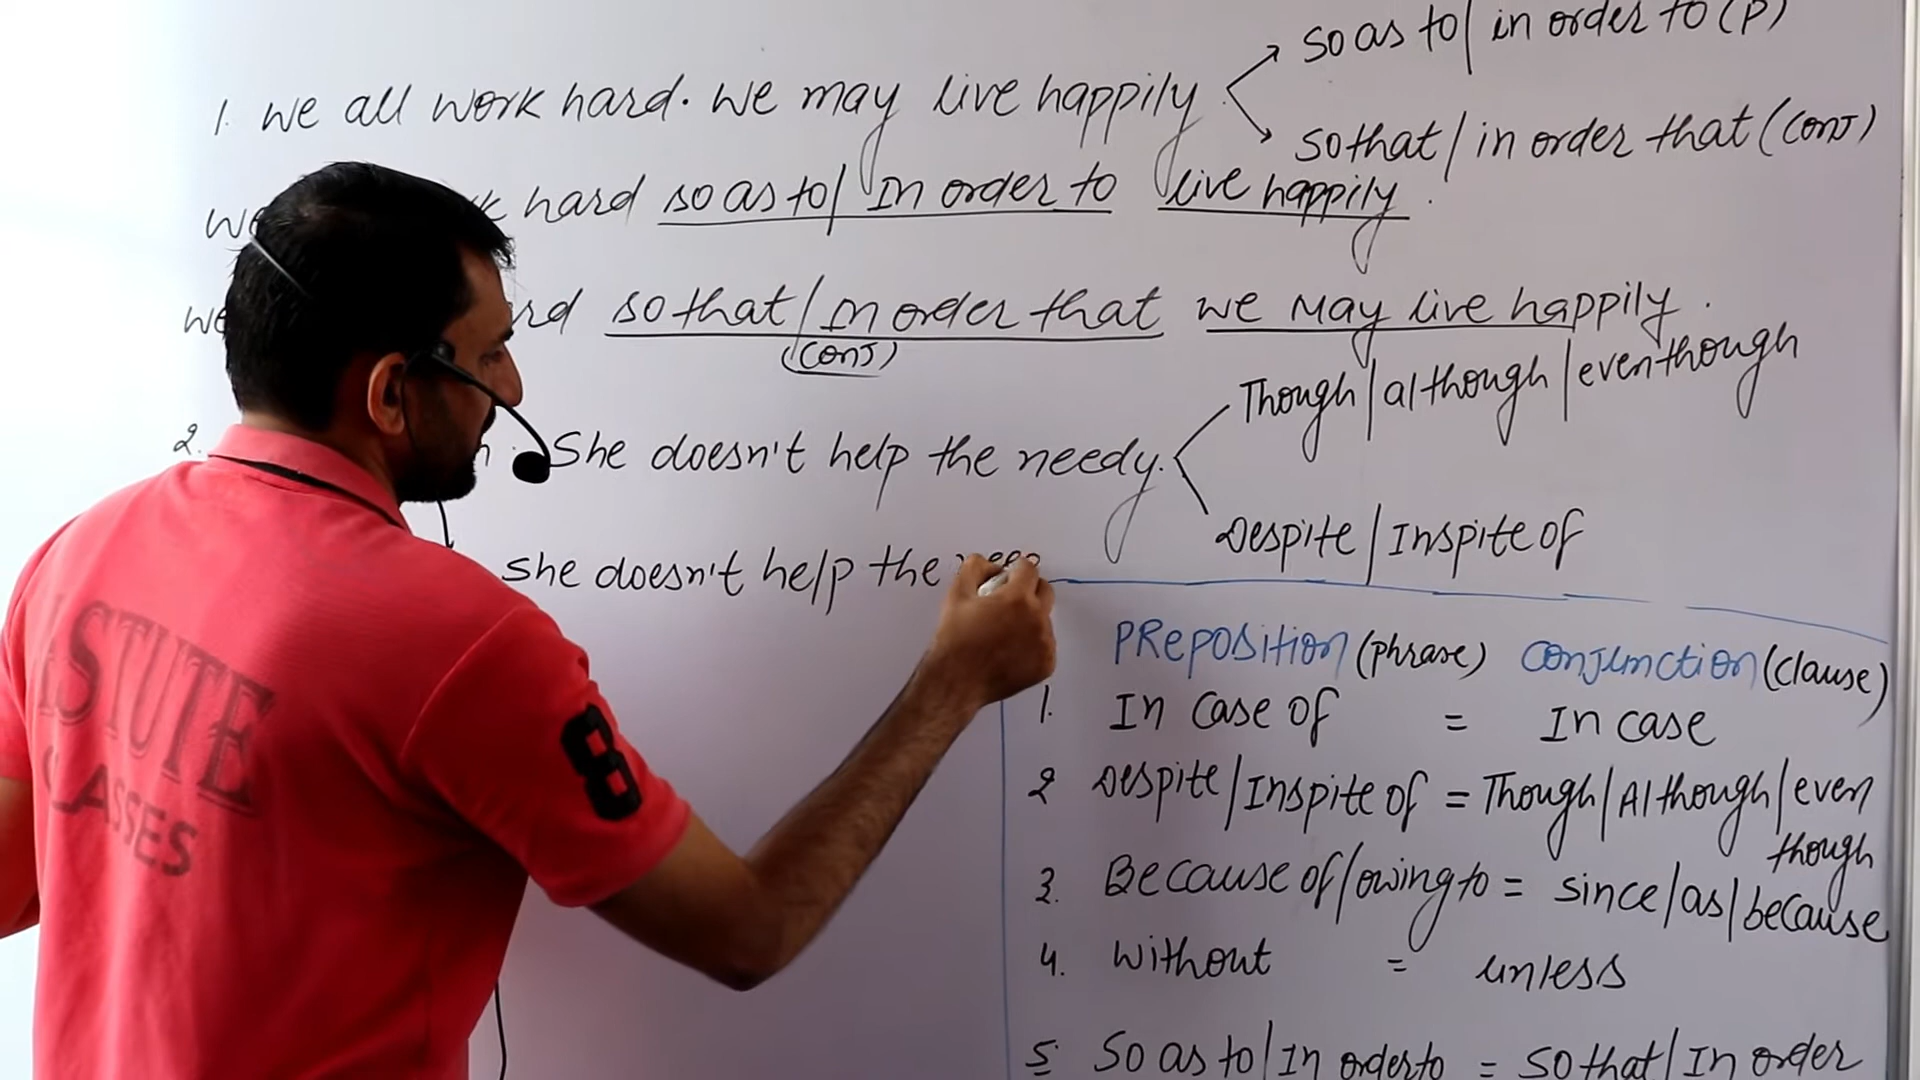 so as to/ in order to (P)
1. we all work hard. we may live happily
so that / in order that (conj)
we hard so as to/ In order to live happily.
we so that/In order that we may live happily.
(conj)
Though/although/eventhough
2. She doesn't help the needy.
Despite / Inspite of
she doesn't help the
PRepoSition (phrase) conjunction (clause)
1. In case of = In case
2 Despite/Inspite of = Though/Although/even though
3. Because of/owing to = since/as/because
4. without = unless
5. So as to/In order to = So that/In order
ASTUTE
CLASSES
8